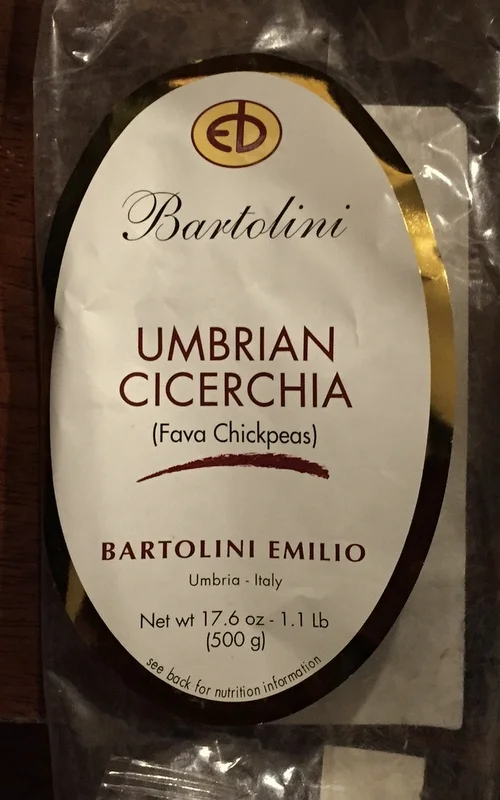 EB
Bartolini
UMBRIAN
CICERCHIA
(Fava Chickpeas)
BARTOLINI EMILIO
Umbria - Italy
Net wt 17.6 oz - 1.1 Lb
(500 g)
see back for nutrition information